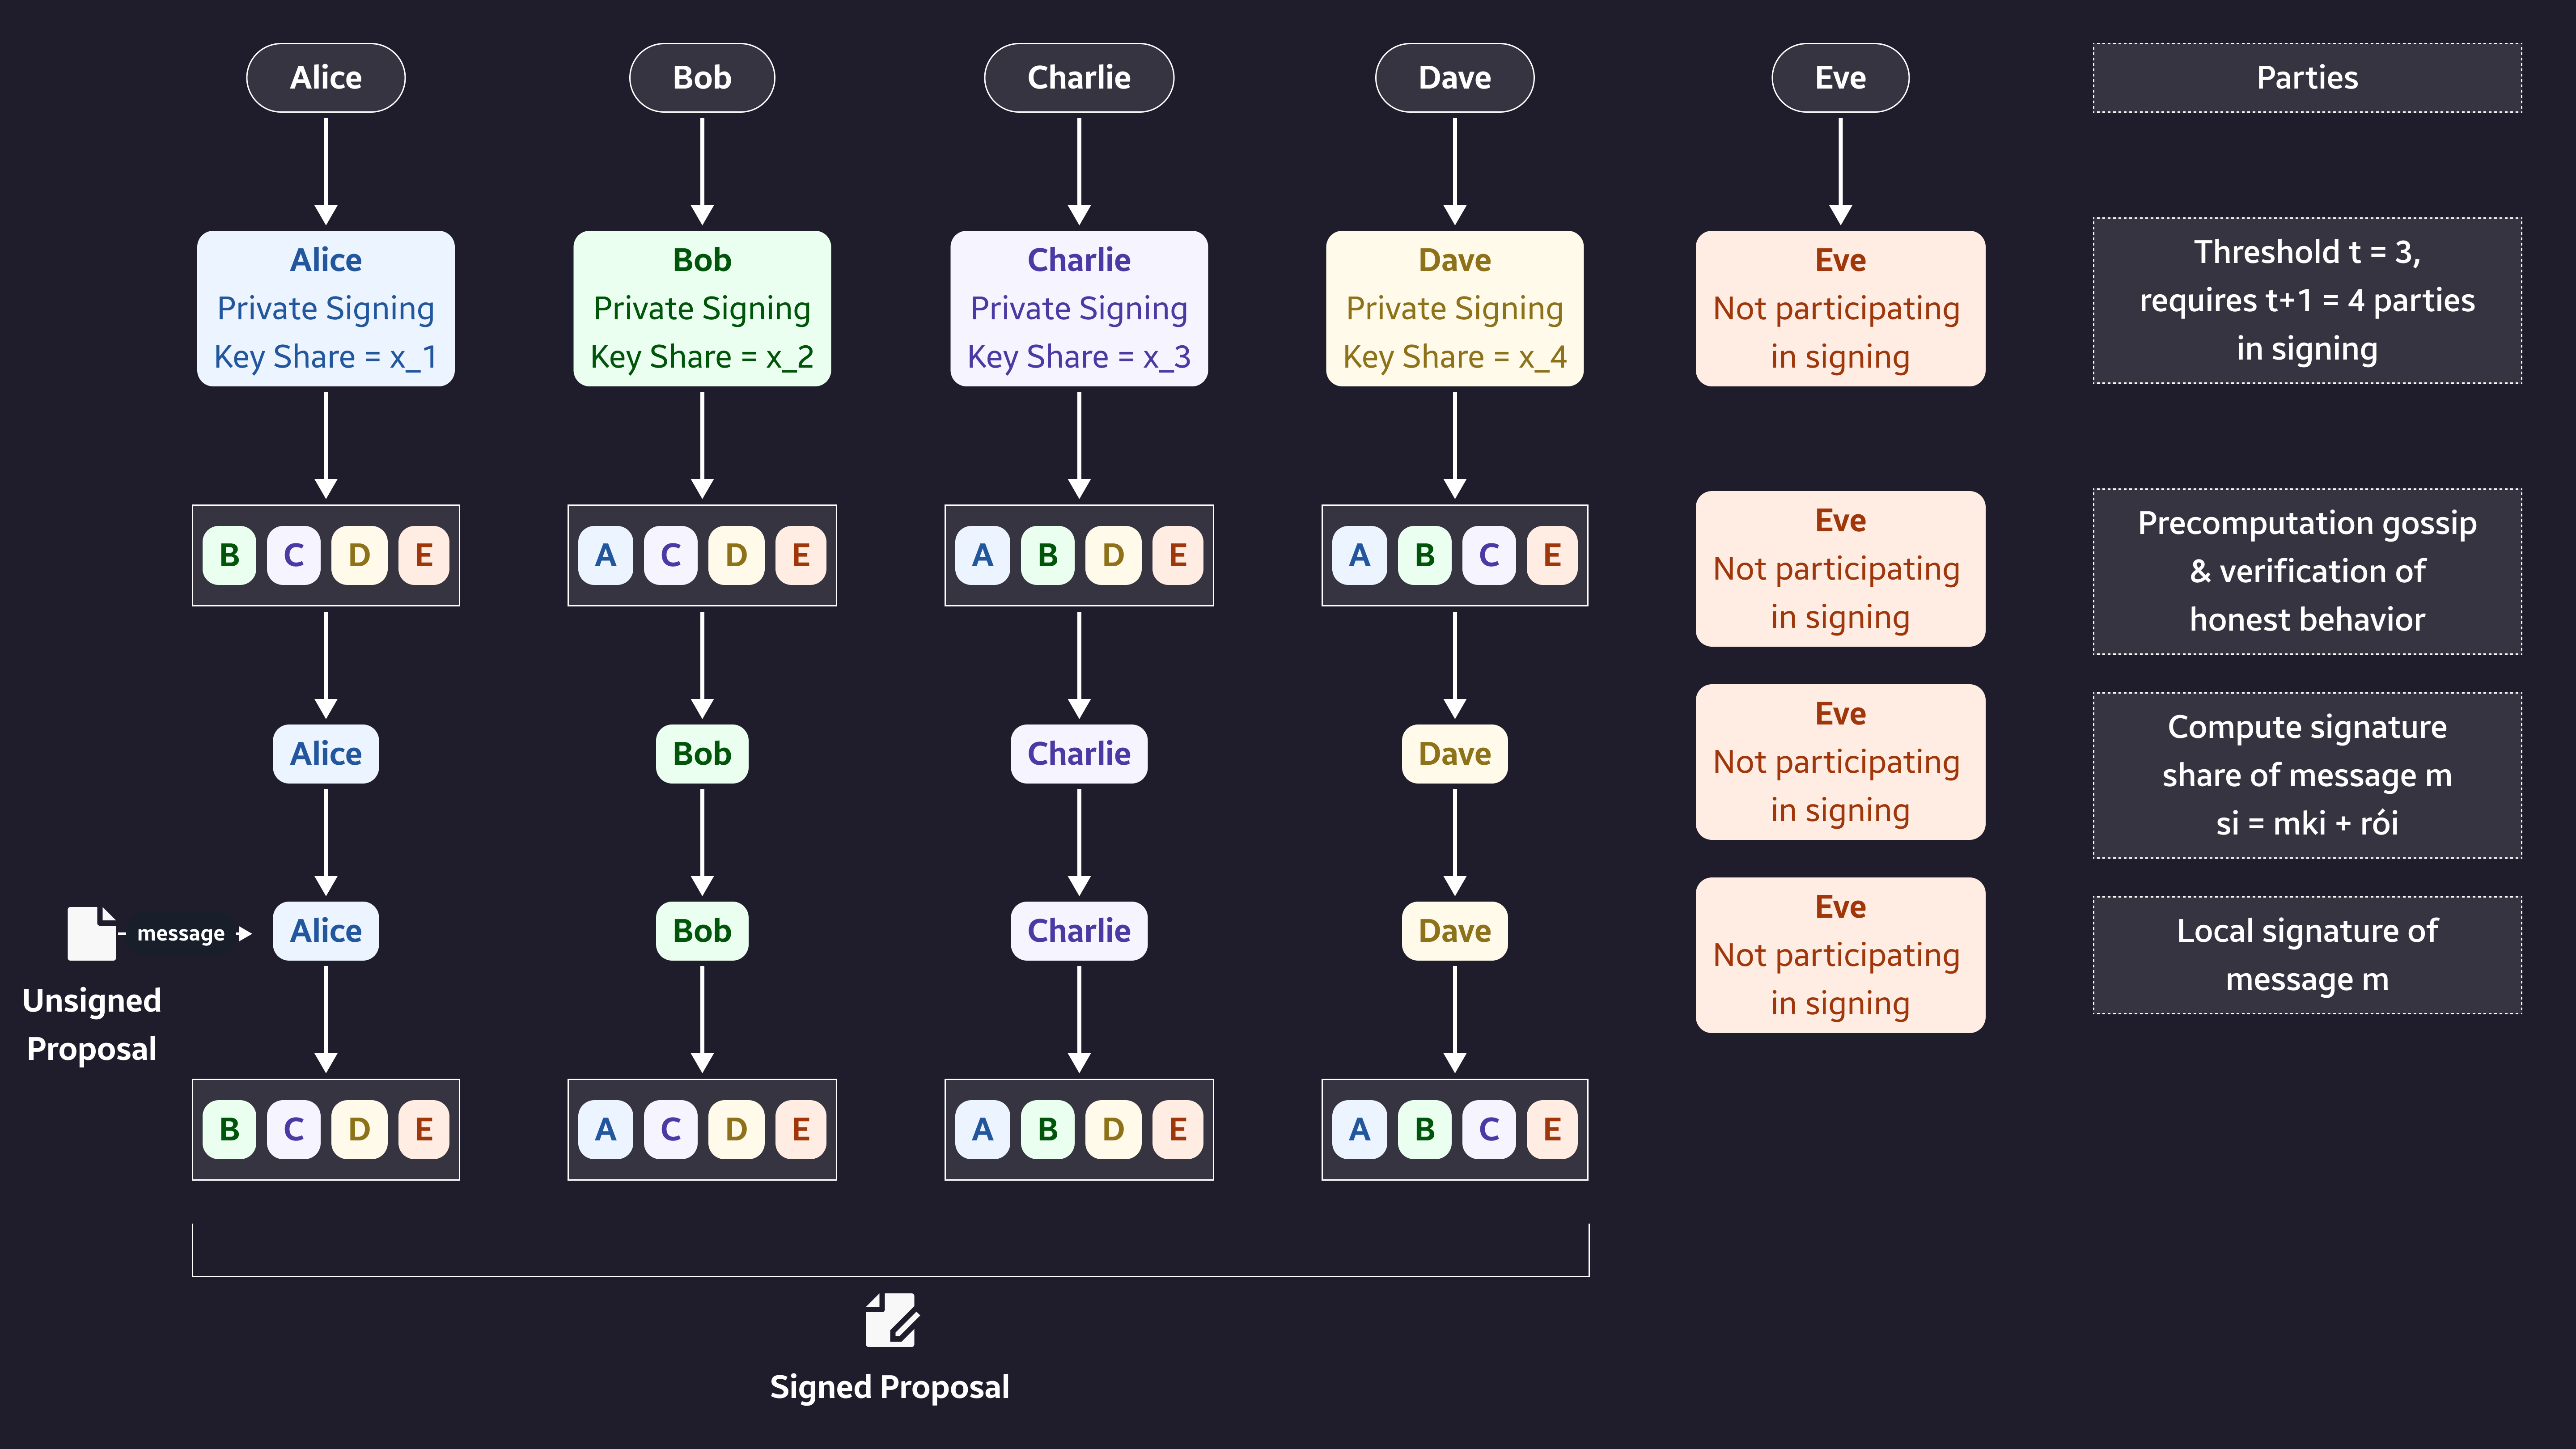 Alice
Bob
Charlie
Dave
Eve
Parties
Alice
Private Signing
Key Share = x_1
Bob
Private Signing
Key Share = x_2
Charlie
Private Signing
Key Share = x_3
Dave
Private Signing
Key Share = x_4
Eve
Not participating
in signing
Threshold t = 3,
requires t+1 = 4 parties
in signing
B C D E
A C D E
A B D E
A B C E
Eve
Not participating
in signing
Precomputation gossip
& verification of
honest behavior
Alice
Bob
Charlie
Dave
Eve
Not participating
in signing
Compute signature
share of message m
si = mki + rói
Unsigned
Proposal
message
Alice
Bob
Charlie
Dave
Eve
Not participating
in signing
Local signature of
message m
B C D E
A C D E
A B D E
A B C E
Signed Proposal